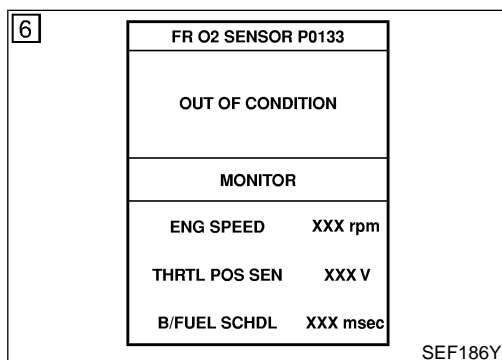 6
FR O2 SENSOR P0133
OUT OF CONDITION
MONITOR
ENG SPEED XXX rpm
THRTL POS SEN XXX V
B/FUEL SCHDL XXX msec
SEF186Y